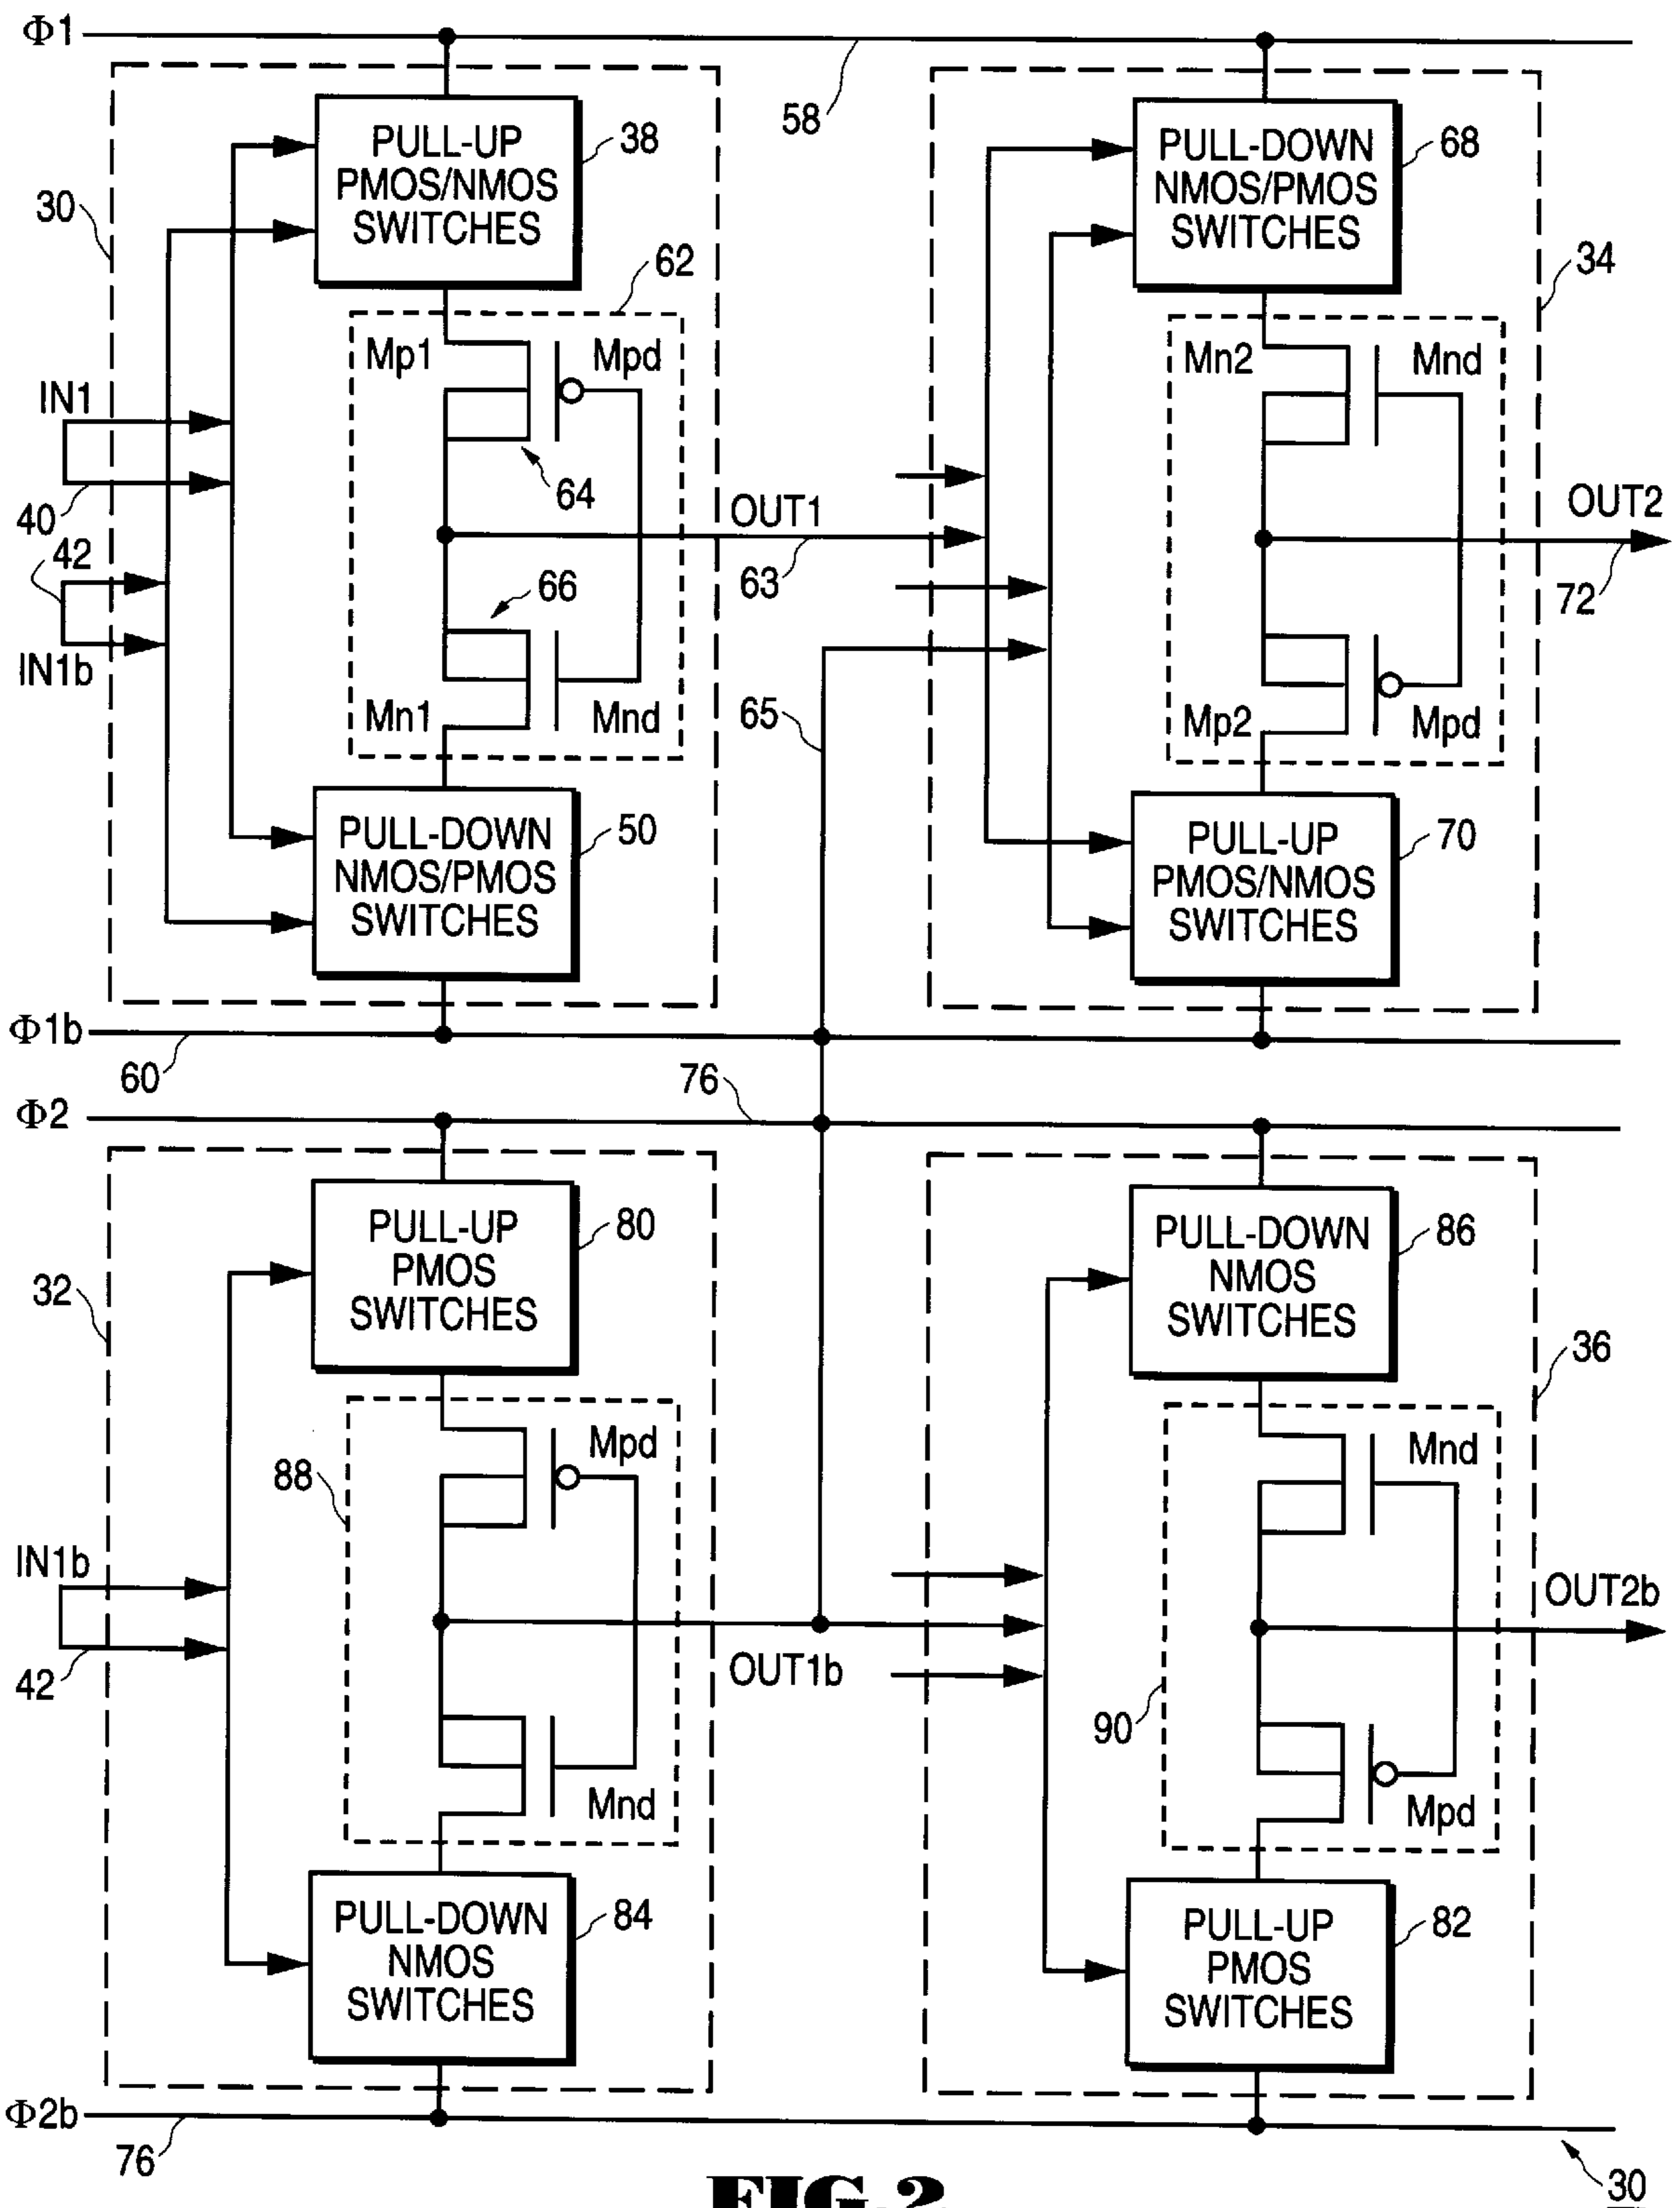 Φ1
58
PULL-UP
PMOS/NMOS
SWITCHES
38
PULL-DOWN
NMOS/PMOS
SWITCHES
68
30
62
34
Mp1
Mpd
Mn2
Mnd
IN1
64
40
OUT1
63
OUT2
72
42
66
IN1b
Mn1
Mnd
65
Mp2
Mpd
PULL-DOWN
NMOS/PMOS
SWITCHES
50
PULL-UP
PMOS/NMOS
SWITCHES
70
Φ1b
60
76
Φ2
PULL-UP
PMOS
SWITCHES
80
PULL-DOWN
NMOS
SWITCHES
86
32
36
Mpd
Mnd
88
IN1b
42
OUT1b
OUT2b
90
Mnd
Mpd
PULL-DOWN
NMOS
SWITCHES
84
PULL-UP
PMOS
SWITCHES
82
Φ2b
76
30
FIG.2